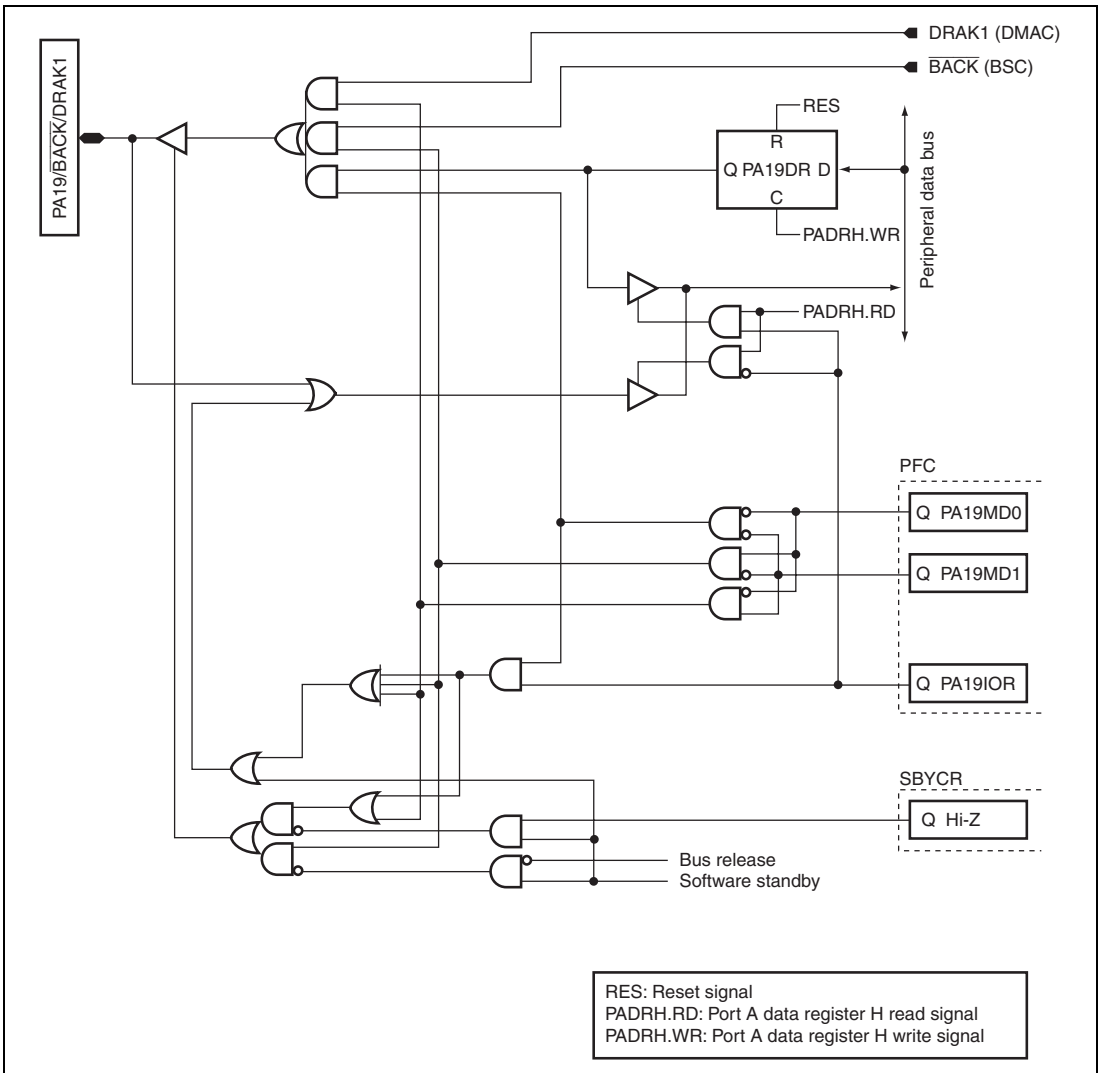 DRAK1 (DMAC)
BACK (BSC)
PA19/BACK/DRAK1
RES
R
Q PA19DR D
C
PADRH.WR
Peripheral data bus
PADRH.RD
PFC
Q PA19MD0
Q PA19MD1
Q PA19IOR
SBYCR
Q Hi-Z
Bus release
Software standby
RES: Reset signal
PADRH.RD: Port A data register H read signal
PADRH.WR: Port A data register H write signal